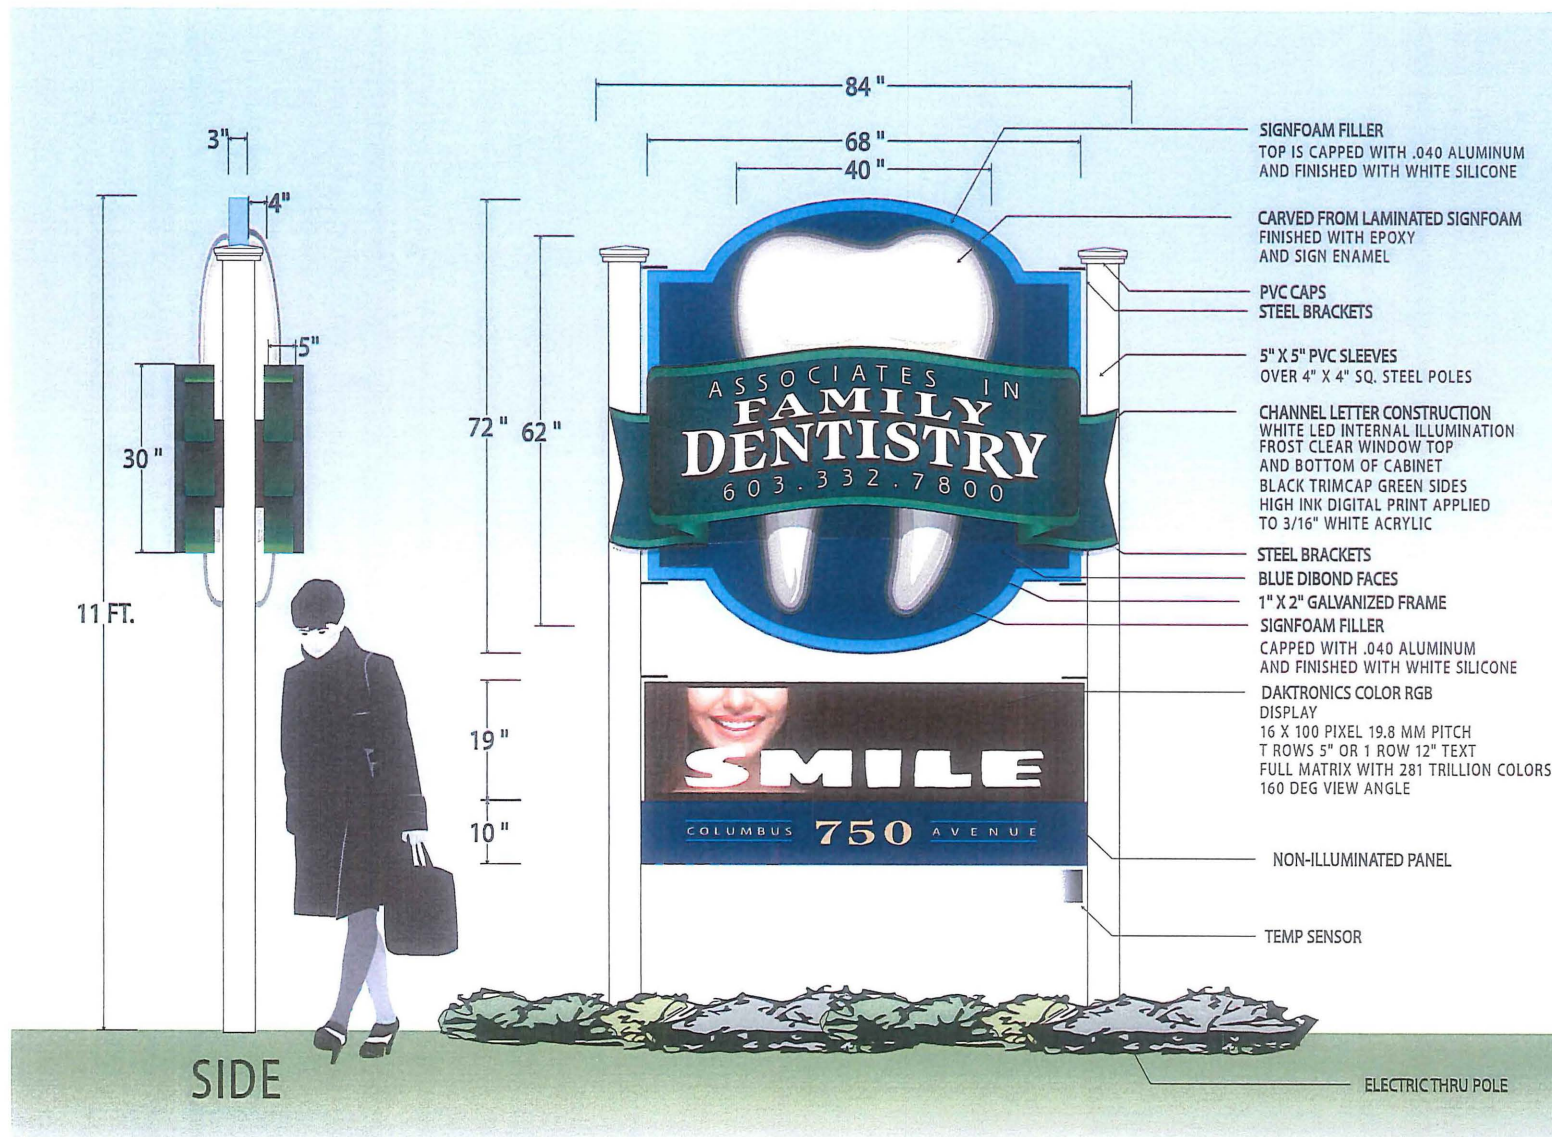 84 "
68 "
40 "
3"
4"
5"
30 "
11 FT.
72 "
62 "
19 "
10 "
SIDE
ASSOCIATES IN
FAMILY
DENTISTRY
603.332.7800
SMILE
COLUMBUS 750 AVENUE
SIGNFOAM FILLER
TOP IS CAPPED WITH .040 ALUMINUM
AND FINISHED WITH WHITE SILICONE
CARVED FROM LAMINATED SIGNFOAM
FINISHED WITH EPOXY
AND SIGN ENAMEL
PVC CAPS
STEEL BRACKETS
5" X 5" PVC SLEEVES
OVER 4" X 4" SQ. STEEL POLES
CHANNEL LETTER CONSTRUCTION
WHITE LED INTERNAL ILLUMINATION
FROST CLEAR WINDOW TOP
AND BOTTOM OF CABINET
BLACK TRIMCAP GREEN SIDES
HIGH INK DIGITAL PRINT APPLIED
TO 3/16" WHITE ACRYLIC
STEEL BRACKETS
BLUE DIBOND FACES
1" X 2" GALVANIZED FRAME
SIGNFOAM FILLER
CAPPED WITH .040 ALUMINUM
AND FINISHED WITH WHITE SILICONE
DAKTRONICS COLOR RGB
DISPLAY
16 X 100 PIXEL 19.8 MM PITCH
T ROWS 5" OR 1 ROW 12" TEXT
FULL MATRIX WITH 281 TRILLION COLORS
160 DEG VIEW ANGLE
NON-ILLUMINATED PANEL
TEMP SENSOR
ELECTRIC THRU POLE